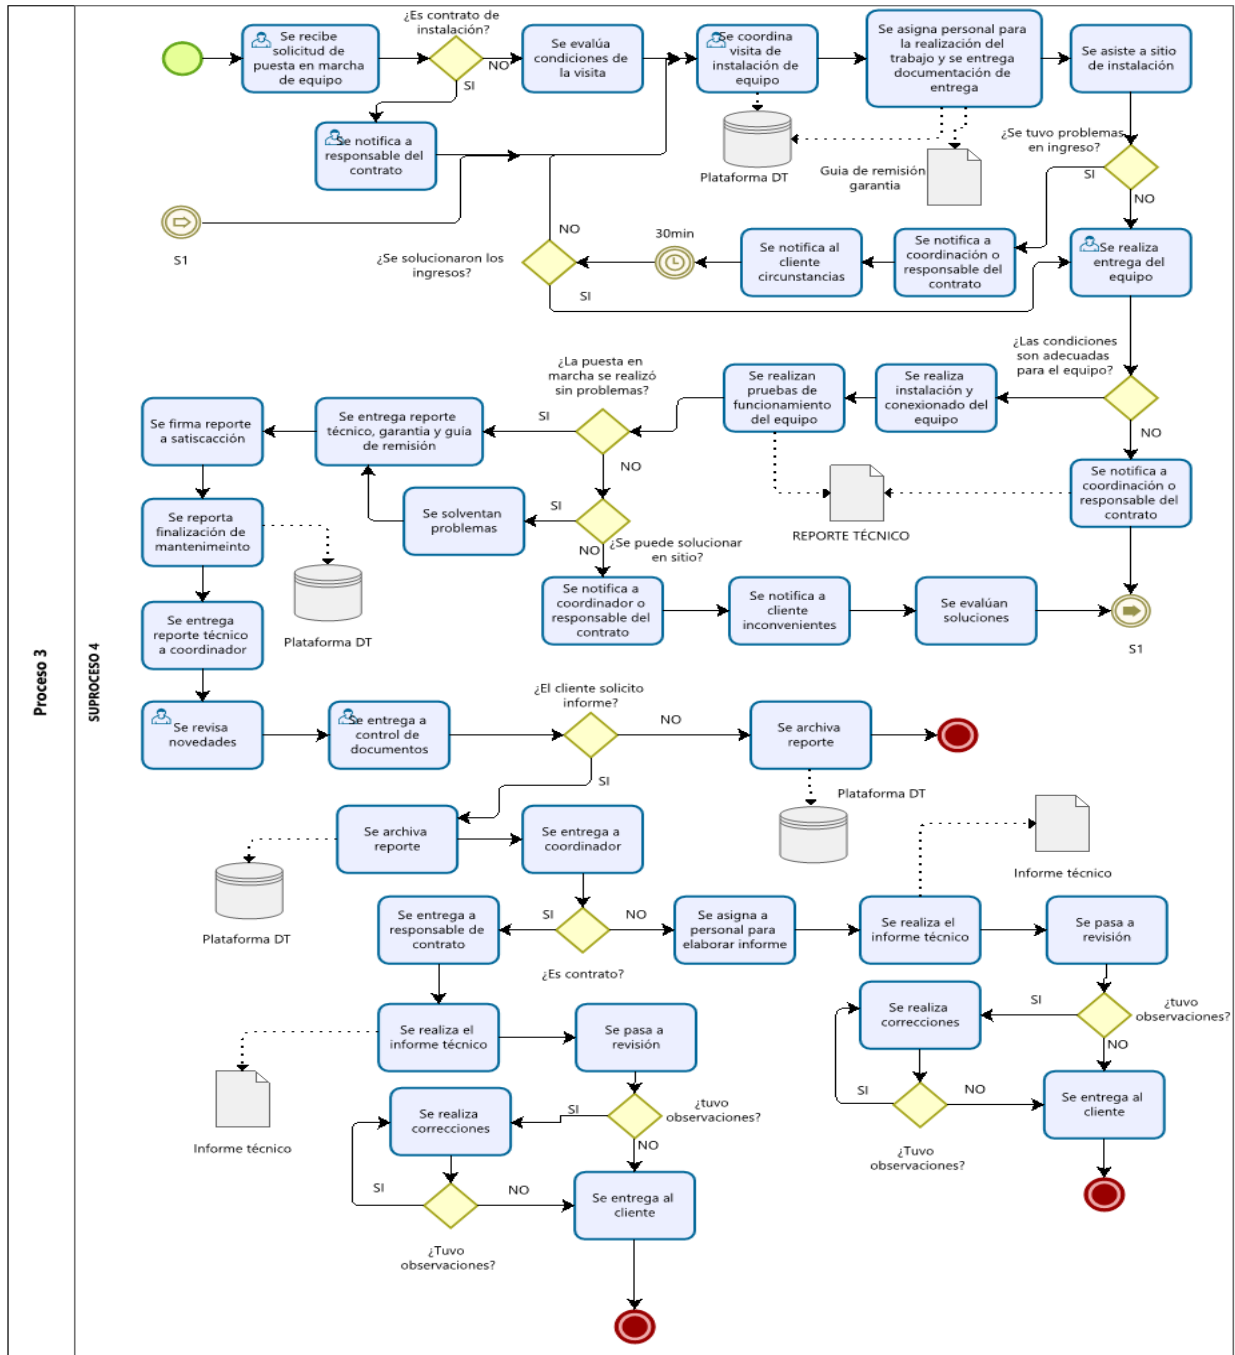 Proceso 3
SUPROCESO 4
Se recibe
solicitud de
puesta en marcha
de equipo
¿Es contrato de
instalación?
NO
SI
Se evalúa
condiciones de
la visita
Se notifica a
responsable del
contrato
S1
Se coordina
visita de
instalación de
equipo
Plataforma DT
Se asigna personal para
la realización del
trabajo y se entrega
documentación de
entrega
Guia de remisión
garantia
Se asiste a sitio
de instalación
¿Se tuvo problemas
en ingreso?
SI
NO
Se notifica a
coordinación o
responsable del
contrato
Se notifica al
cliente
circunstancias
30min
¿Se solucionaron los
ingresos?
NO
SI
Se realiza
entrega del
equipo
¿Las condiciones
son adecuadas
para el equipo?
NO
Se realiza
instalación y
conexionado del
equipo
Se realizan
pruebas de
funcionamiento
del equipo
Se notifica a
coordinación o
responsable del
contrato
REPORTE TÉCNICO
¿La puesta en
marcha se realizó
sin problemas?
SI
NO
Se entrega reporte
técnico, garantia y guía
de remisión
Se firma reporte
a satiscacción
Se solventan
problemas
SI
¿Se puede solucionar
en sitio?
NO
Se notifica a
coordinador o
responsable del
contrato
Se notifica a
cliente
inconvenientes
Se evalúan
soluciones
S1
Se reporta
finalización de
mantenimeinto
Plataforma DT
Se entrega
reporte técnico
a coordinador
Se revisa
novedades
Se entrega a
control de
documentos
¿El cliente solicito
informe?
NO
SI
Se archiva
reporte
Plataforma DT
Se archiva
reporte
Plataforma DT
Se entrega a
coordinador
¿Es contrato?
SI
NO
Se entrega a
responsable de
contrato
Se asigna a
personal para
elaborar informe
Se realiza el
informe técnico
Informe técnico
Se pasa a
revisión
¿tuvo
observaciones?
SI
NO
Se realiza
correcciones
SI
NO
¿Tuvo
observaciones?
Se entrega al
cliente
Se realiza el
informe técnico
Informe técnico
Se pasa a
revisión
¿tuvo
observaciones?
SI
NO
Se realiza
correcciones
SI
NO
¿Tuvo
observaciones?
Se entrega al
cliente